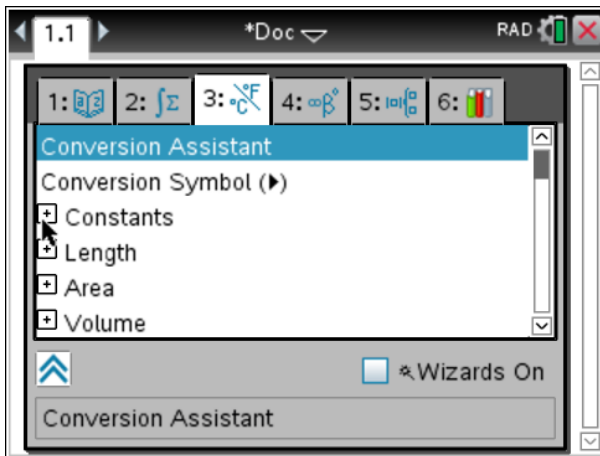 1.1 *Doc RAD
1: 2: ∫Σ 3: °C°F 4: ∞β° 5: 6:
Conversion Assistant
Conversion Symbol (▶)
Constants
Length
Area
Volume
Wizards On
Conversion Assistant